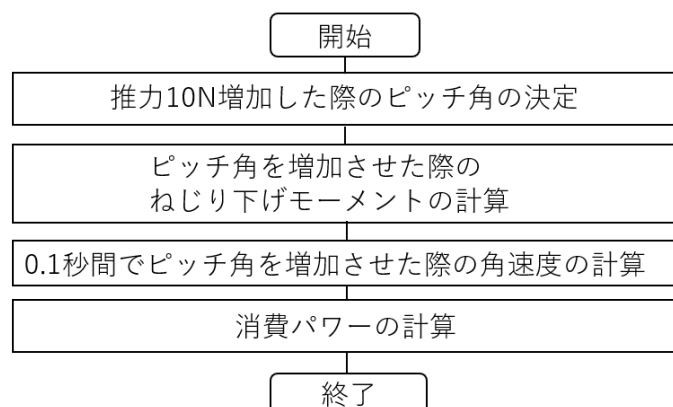 開始
推力10N増加した際のピッチ角の決定
ピッチ角を増加させた際の
ねじり下げモーメントの計算
0.1秒間でピッチ角を増加させた際の角速度の計算
消費パワーの計算
終了